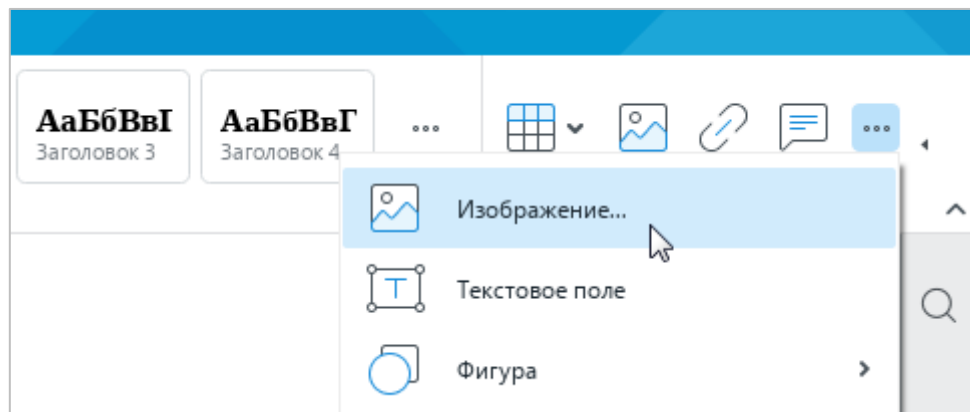 АаБбВвІ АаБбВвГ
Заголовок 3 Заголовок 4
Изображение...
Текстовое поле
Фигура